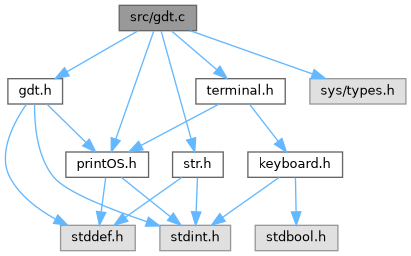 src/gdt.c
gdt.h
terminal.h
sys/types.h
printOS.h
str.h
keyboard.h
stddef.h
stdint.h
stdbool.h